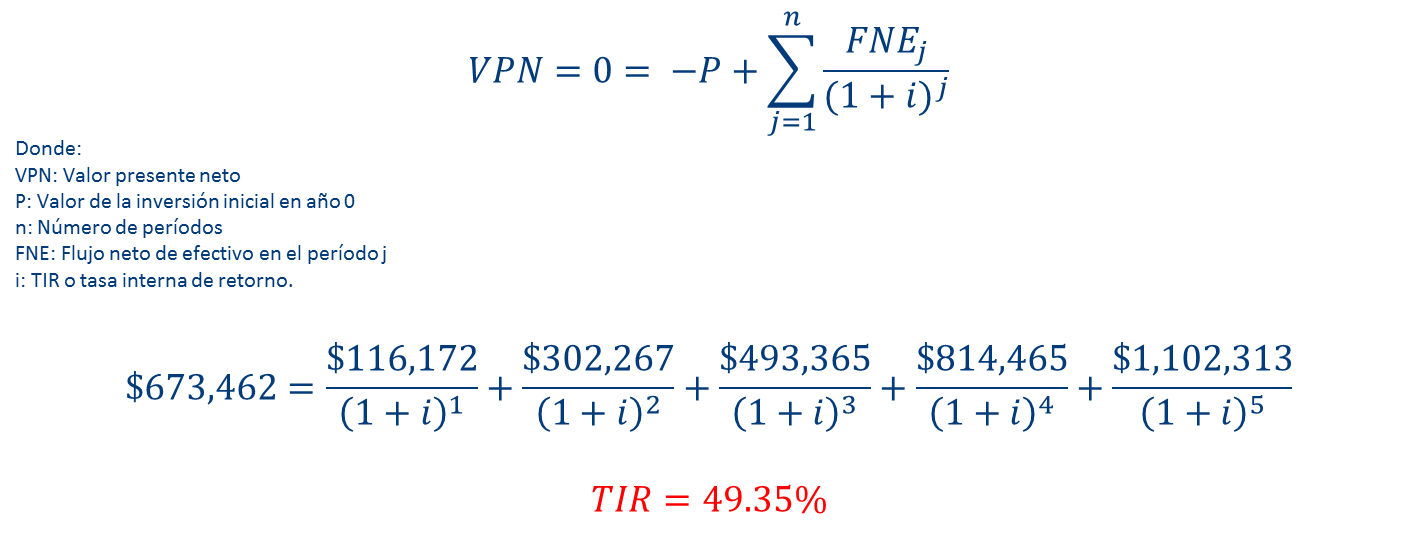 VPN = 0 = −P + ∑_{j=1}^{n} FNE_j / (1 + i)^j
Donde:
VPN: Valor presente neto
P: Valor de la inversión inicial en año 0
n: Número de períodos
FNE: Flujo neto de efectivo en el período j
i: TIR o tasa interna de retorno.
$673,462 = $116,172 / (1 + i)^1 + $302,267 / (1 + i)^2 + $493,365 / (1 + i)^3 + $814,465 / (1 + i)^4 + $1,102,313 / (1 + i)^5
TIR = 49.35%